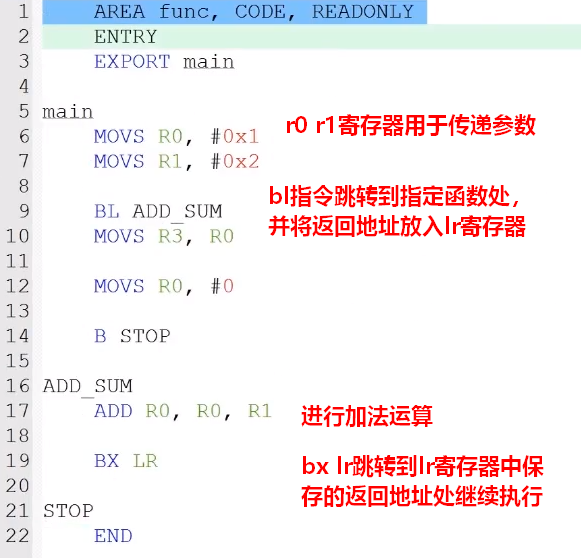 1 AREA func, CODE, READONLY
2 ENTRY
3 EXPORT main
4
5 main
6 MOVS R0, #0x1
r0 r1寄存器用于传递参数
7 MOVS R1, #0x2
8
bl指令跳转到指定函数处,
9 BL ADD_SUM
并将返回地址放入lr寄存器
10 MOVS R3, R0
11
12 MOVS R0, #0
13
14 B STOP
15
16 ADD_SUM
17 ADD R0, R0, R1
进行加法运算
18
19 BX LR
bx lr跳转到lr寄存器中保
20
存的返回地址处继续执行
21 STOP
22 END